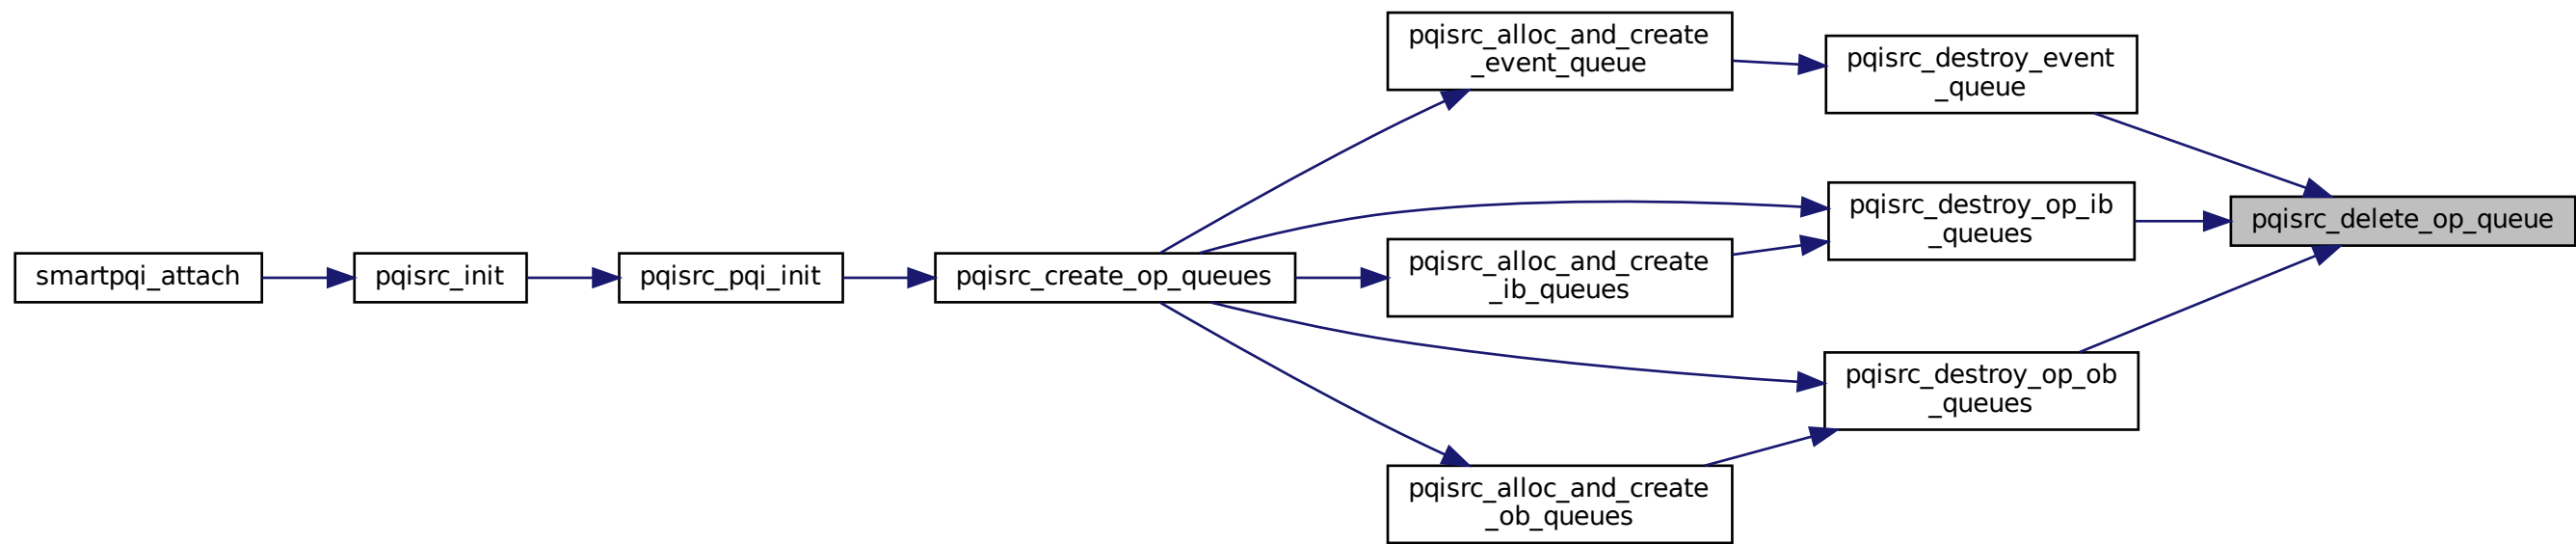 smartpqi_attach
pqisrc_init
pqisrc_pqi_init
pqisrc_create_op_queues
pqisrc_alloc_and_create
_event_queue
pqisrc_alloc_and_create
_ib_queues
pqisrc_alloc_and_create
_ob_queues
pqisrc_destroy_event
_queue
pqisrc_destroy_op_ib
_queues
pqisrc_destroy_op_ob
_queues
pqisrc_delete_op_queue